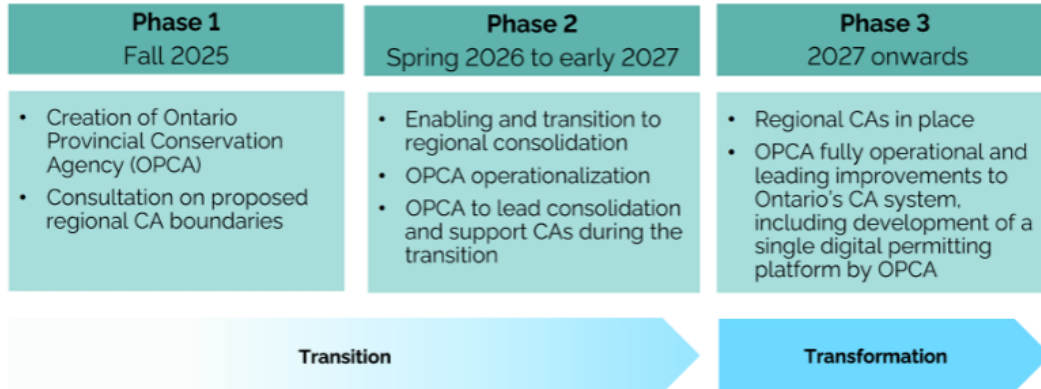 Phase 1
Fall 2025
• Creation of Ontario
Provincial Conservation
Agency (OPCA)
• Consultation on proposed
regional CA boundaries
Phase 2
Spring 2026 to early 2027
• Enabling and transition to
regional consolidation
• OPCA operationalization
• OPCA to lead consolidation
and support CAs during the
transition
Phase 3
2027 onwards
• Regional CAs in place
• OPCA fully operational and
leading improvements to
Ontario's CA system,
including development of a
single digital permitting
platform by OPCA
Transition
Transformation